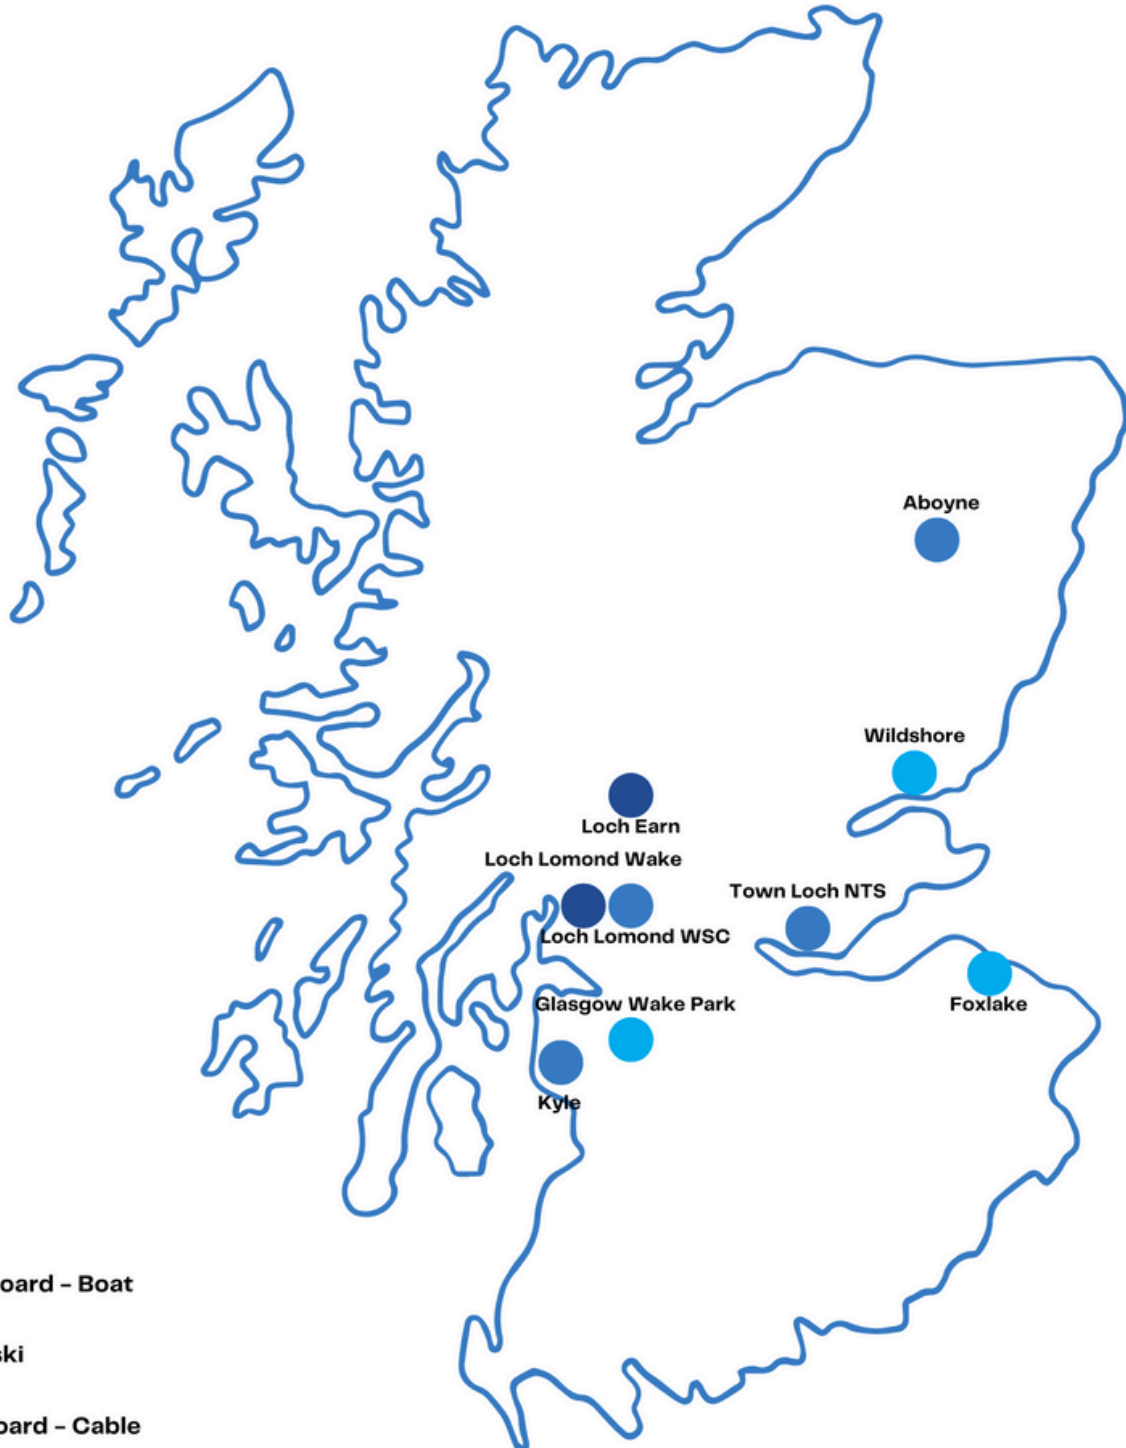 Aboyne
Wildshore
Loch Earn
Loch Lomond Wake
Town Loch NTS
Loch Lomond WSC
Glasgow Wake Park
Foxlake
Kyle
oard – Boat
ski
oard – Cable